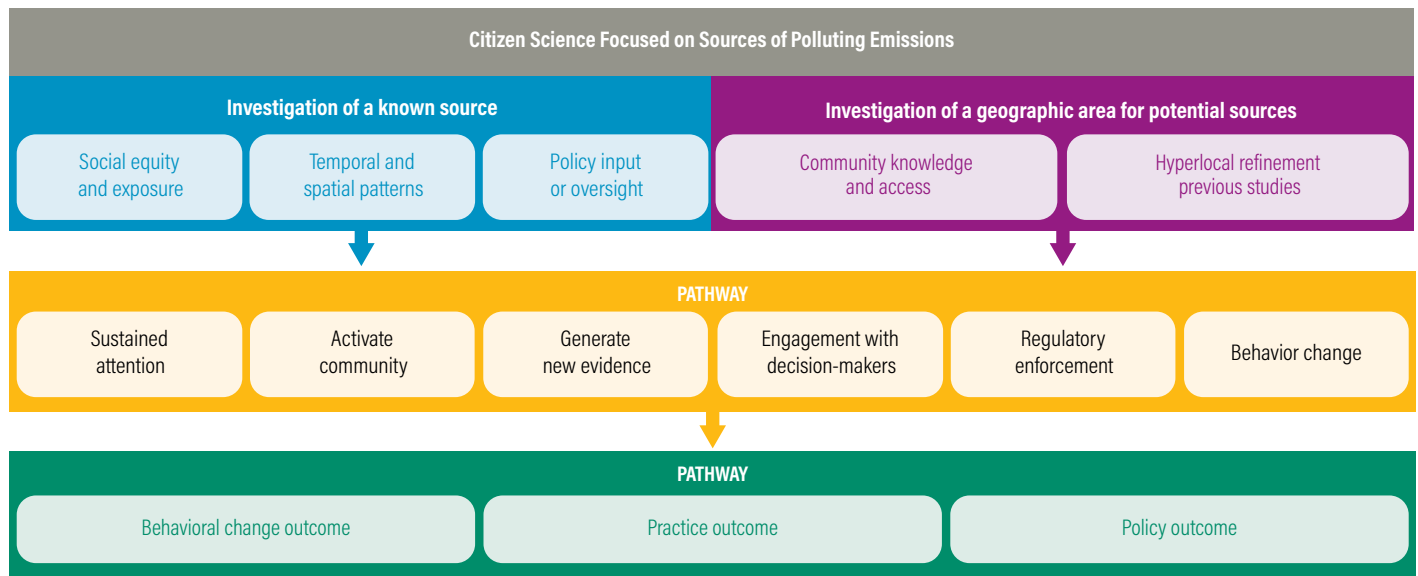 Citizen Science Focused on Sources of Polluting Emissions
Investigation of a known source
Social equity
and exposure
Temporal and
spatial patterns
Policy input
or oversight
Investigation of a geographic area for potential sources
Community knowledge
and access
Hyperlocal refinement
previous studies
PATHWAY
Sustained
attention
Activate
community
Generate
new evidence
Engagement with
decision-makers
Regulatory
enforcement
Behavior change
PATHWAY
Behavioral change outcome
Practice outcome
Policy outcome